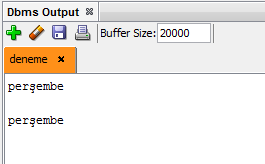 Dbms Output
Buffer Size: 20000
deneme
perşembe
perşembe